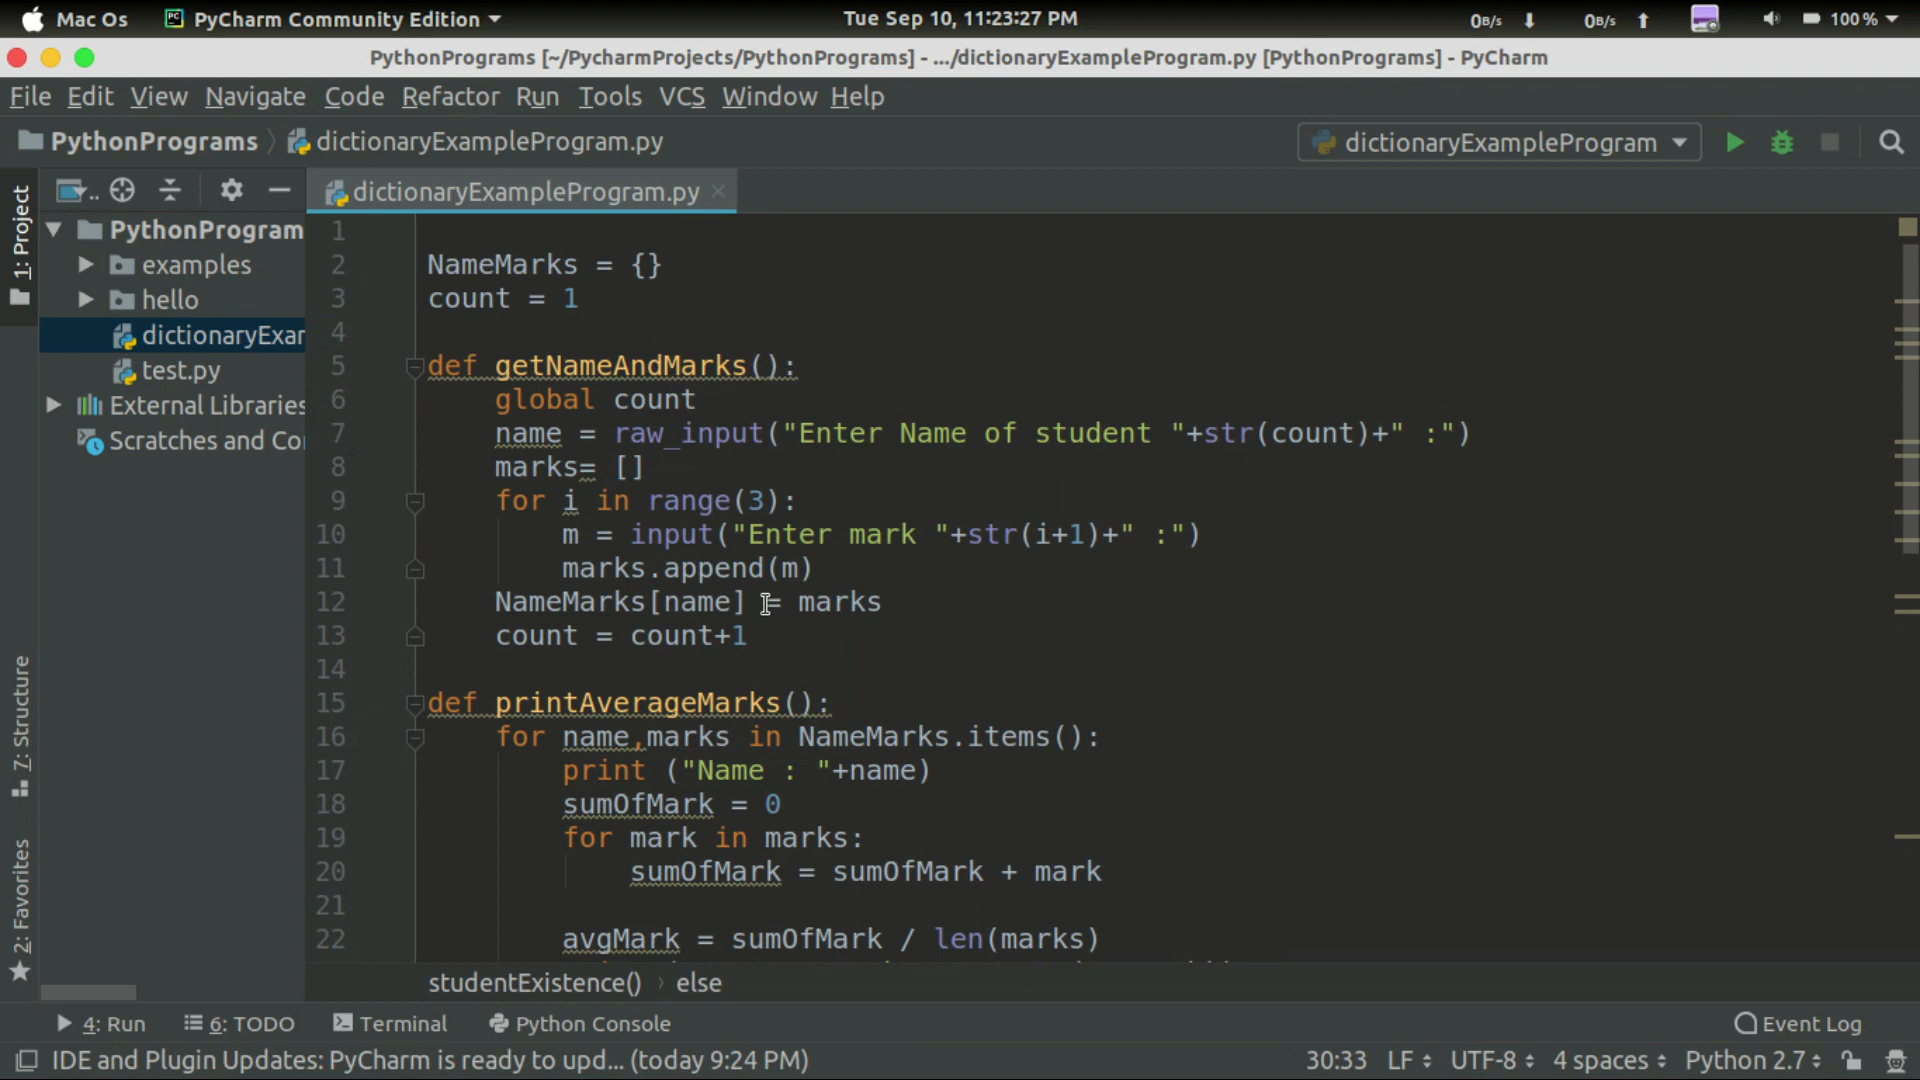 Mac Os PyCharm Community Edition Tue Sep 10, 11:23:27 PM 0B/s 0B/s 100 %
PythonPrograms [~/PycharmProjects/PythonPrograms] - .../dictionaryExampleProgram.py [PythonPrograms] - PyCharm
File Edit View Navigate Code Refactor Run Tools VCS Window Help
PythonPrograms dictionaryExampleProgram.py dictionaryExampleProgram
dictionaryExampleProgram.py
1: Project
PythonProgram
examples
hello
dictionaryExar
test.py
External Libraries
Scratches and Co
7: Structure
2: Favorites
1
2 NameMarks = {}
3 count = 1
4
5 def getNameAndMarks():
6 global count
7 name = raw_input("Enter Name of student "+str(count)+" :")
8 marks= []
9 for i in range(3):
10 m = input("Enter mark "+str(i+1)+" :")
11 marks.append(m)
12 NameMarks[name] = marks
13 count = count+1
14
15 def printAverageMarks():
16 for name,marks in NameMarks.items():
17 print ("Name : "+name)
18 sumOfMark = 0
19 for mark in marks:
20 sumOfMark = sumOfMark + mark
21
22 avgMark = sumOfMark / len(marks)
studentExistence() › else
4: Run 6: TODO Terminal Python Console Event Log
IDE and Plugin Updates: PyCharm is ready to upd... (today 9:24 PM) 30:33 LF UTF-8 4 spaces Python 2.7